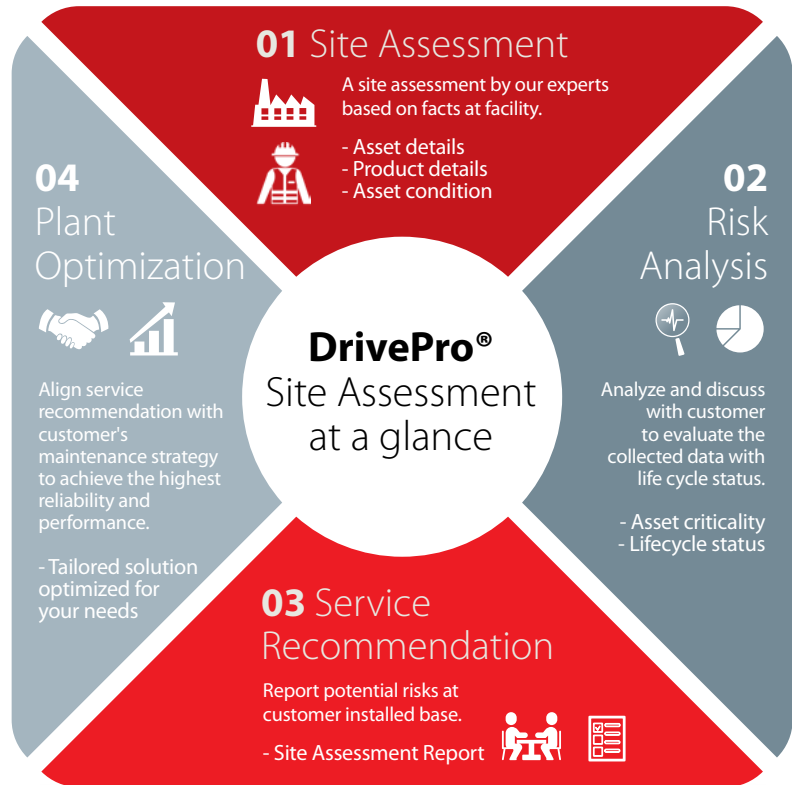 01 Site Assessment
A site assessment by our experts
based on facts at facility.
- Asset details
- Product details
- Asset condition
02
Risk
Analysis
Analyze and discuss
with customer
to evaluate the
collected data with
life cycle status.
- Asset criticality
- Lifecycle status
03 Service
Recommendation
Report potential risks at
customer installed base.
- Site Assessment Report
04
Plant
Optimization
Align service
recommendation with
customer's
maintenance strategy
to achieve the highest
reliability and
performance.
- Tailored solution
optimized for
your needs
DrivePro®
Site Assessment
at a glance